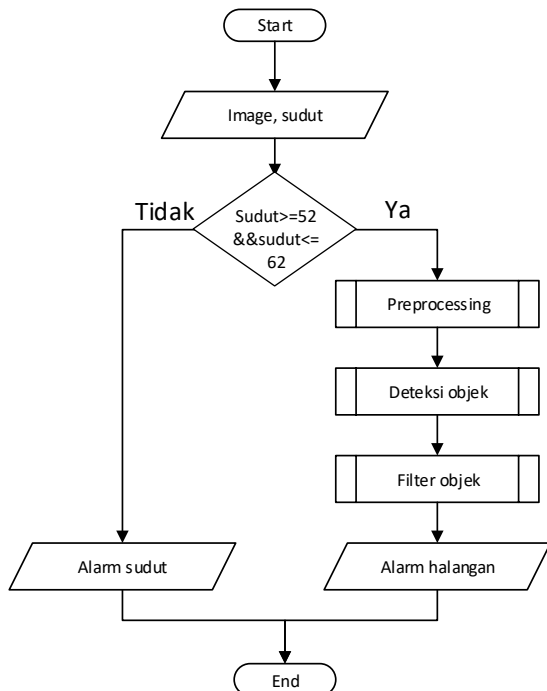 Start
Image, sudut
Tidak
Sudut>=52
&&sudut<=
62
Ya
Preprocessing
Deteksi objek
Filter objek
Alarm sudut
Alarm halangan
End